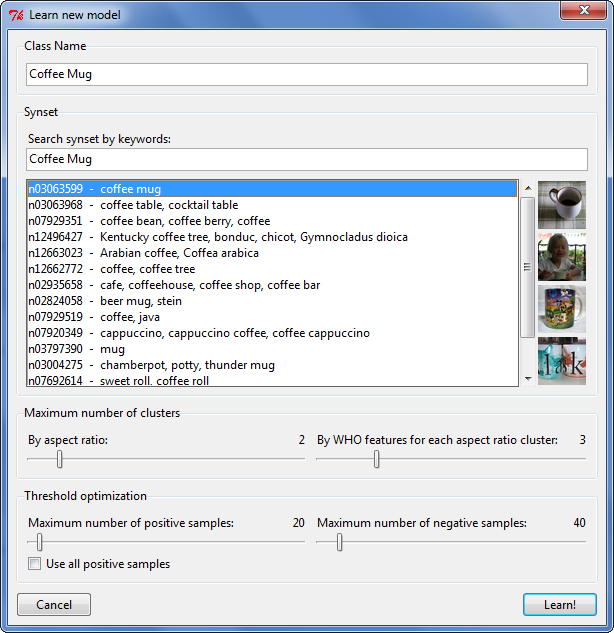 Learn new model
Class Name
Coffee Mug
Synset
Search synset by keywords:
Coffee Mug
n03063599 - coffee mug
n03063968 - coffee table, cocktail table
n07929351 - coffee bean, coffee berry, coffee
n12496427 - Kentucky coffee tree, bonduc, chicot, Gymnocladus dioica
n12663023 - Arabian coffee, Coffea arabica
n12662772 - coffee, coffee tree
n02935658 - cafe, coffeehouse, coffee shop, coffee bar
n02824058 - beer mug, stein
n07929519 - coffee, java
n07920349 - cappuccino, cappuccino coffee, coffee cappuccino
n03797390 - mug
n03004275 - chamberpot, potty, thunder mug
n07692614 - sweet roll, coffee roll
Maximum number of clusters
By aspect ratio: 2 By WHO features for each aspect ratio cluster: 3
Threshold optimization
Maximum number of positive samples: 20 Maximum number of negative samples: 40
Use all positive samples
Cancel Learn!